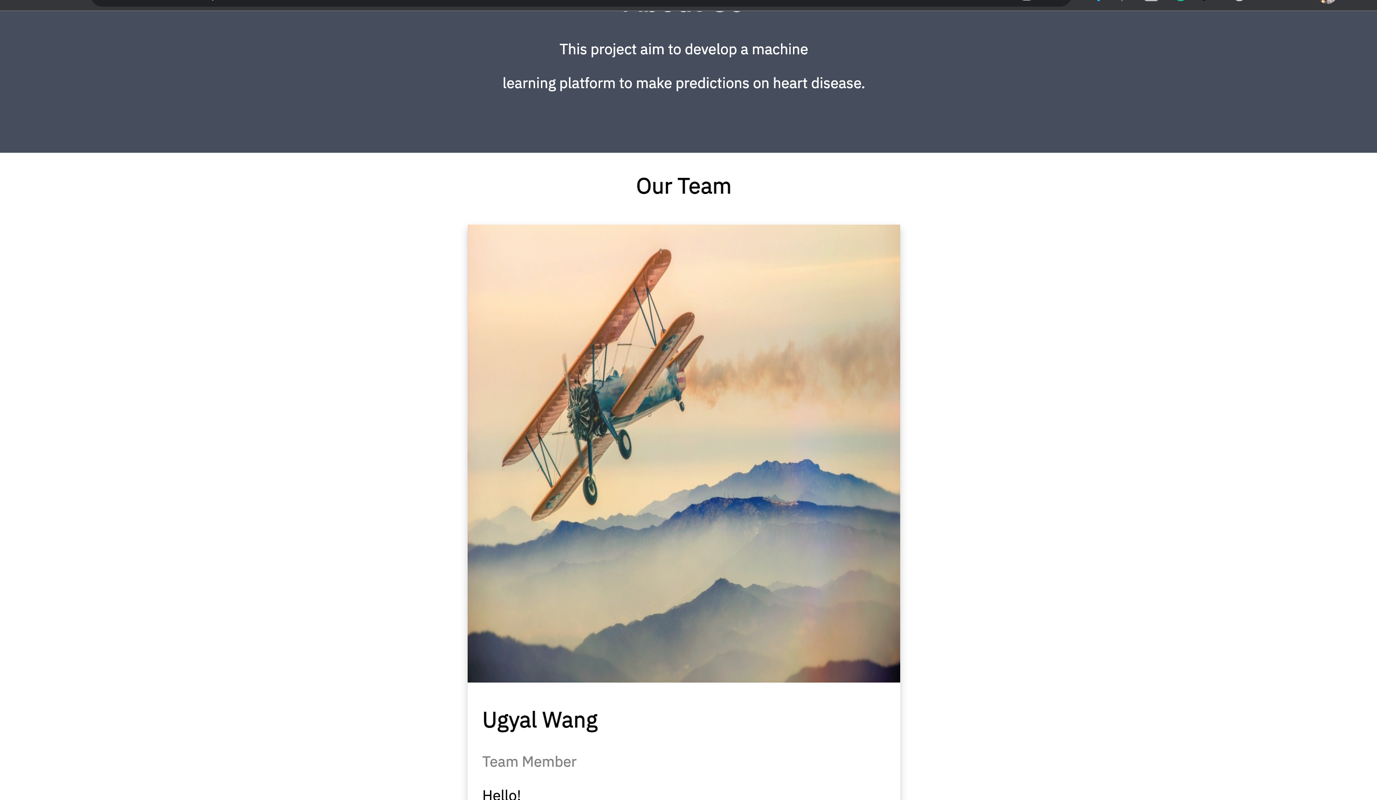 This project aim to develop a machine
learning platform to make predictions on heart disease.
Our Team
Ugyal Wang
Team Member
Hello!